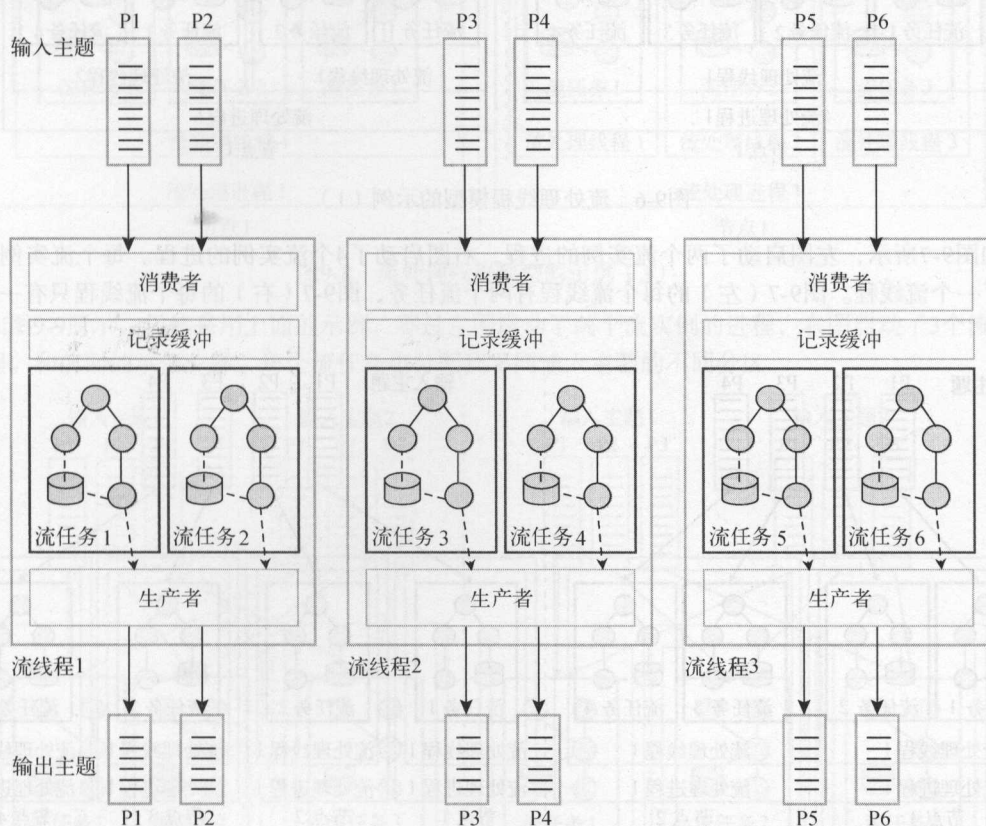 P1 P2 P3 P4 P5 P6
输入主题
消费者 消费者 消费者
记录缓冲 记录缓冲 记录缓冲
流任务1 流任务2 流任务3 流任务4 流任务5 流任务6
生产者 生产者 生产者
流线程1 流线程2 流线程3
输出主题
P1 P2 P3 P4 P5 P6